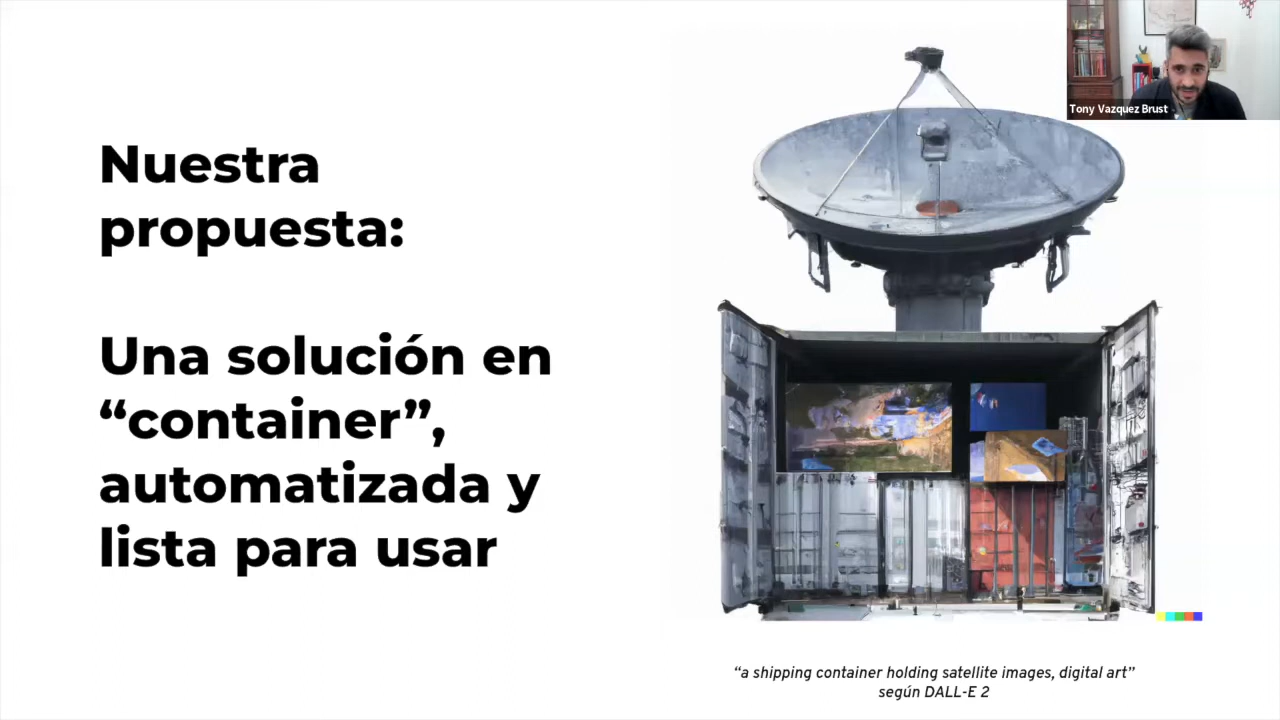 Nuestra
propuesta:
Una solución en
“container”,
automatizada y
lista para usar
Tony Vazquez Brust
“a shipping container holding satellite images, digital art”
según DALL-E 2